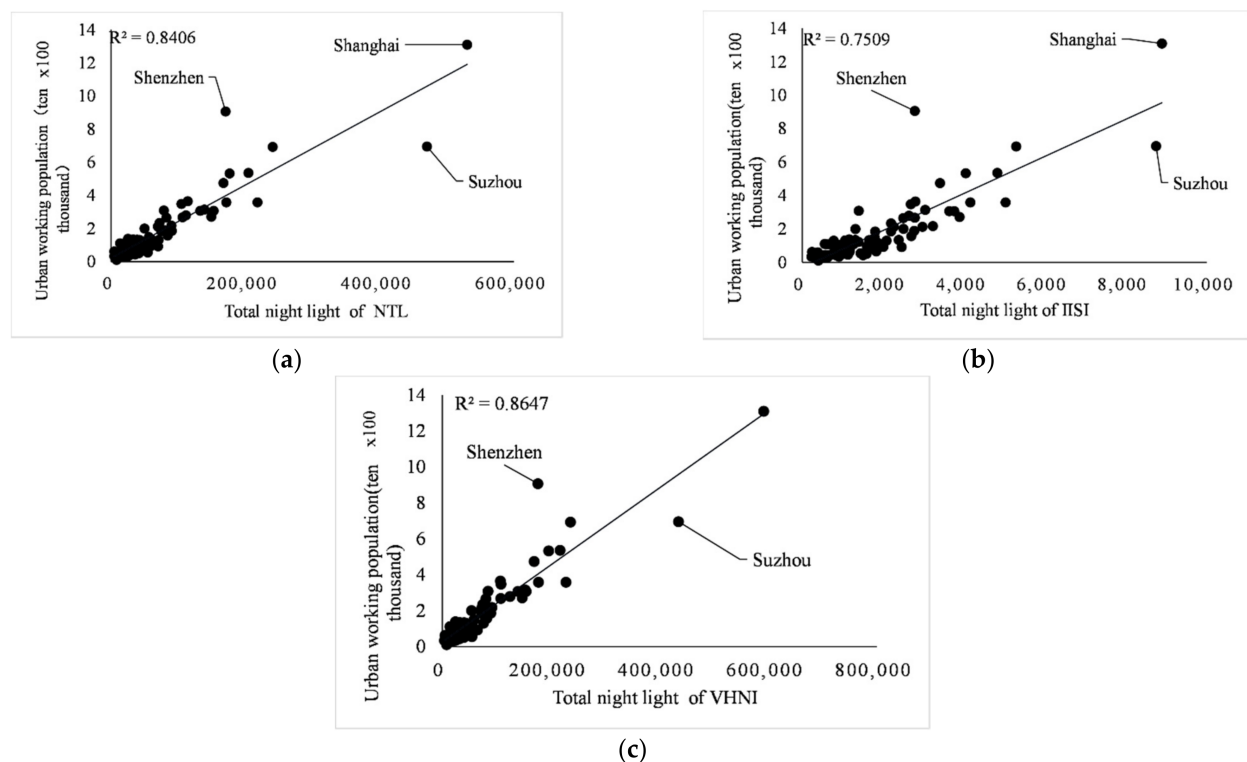 R² = 0.8406
Shanghai
Shenzhen
Suzhou
Urban working population (ten x100
thousand)
14
12
10
8
6
4
2
0
0
200,000
400,000
600,000
Total night light of NTL
(a)
R² = 0.7509
Shanghai
Shenzhen
Suzhou
Urban working population(ten x100
thousand)
14
12
10
8
6
4
2
0
0
2,000
4,000
6,000
8,000
10,000
Total night light of IISI
(b)
R² = 0.8647
Shenzhen
Suzhou
Urban working population(ten x100
thousand)
14
12
10
8
6
4
2
0
0
200,000
400,000
600,000
800,000
Total night light of VHNI
(c)